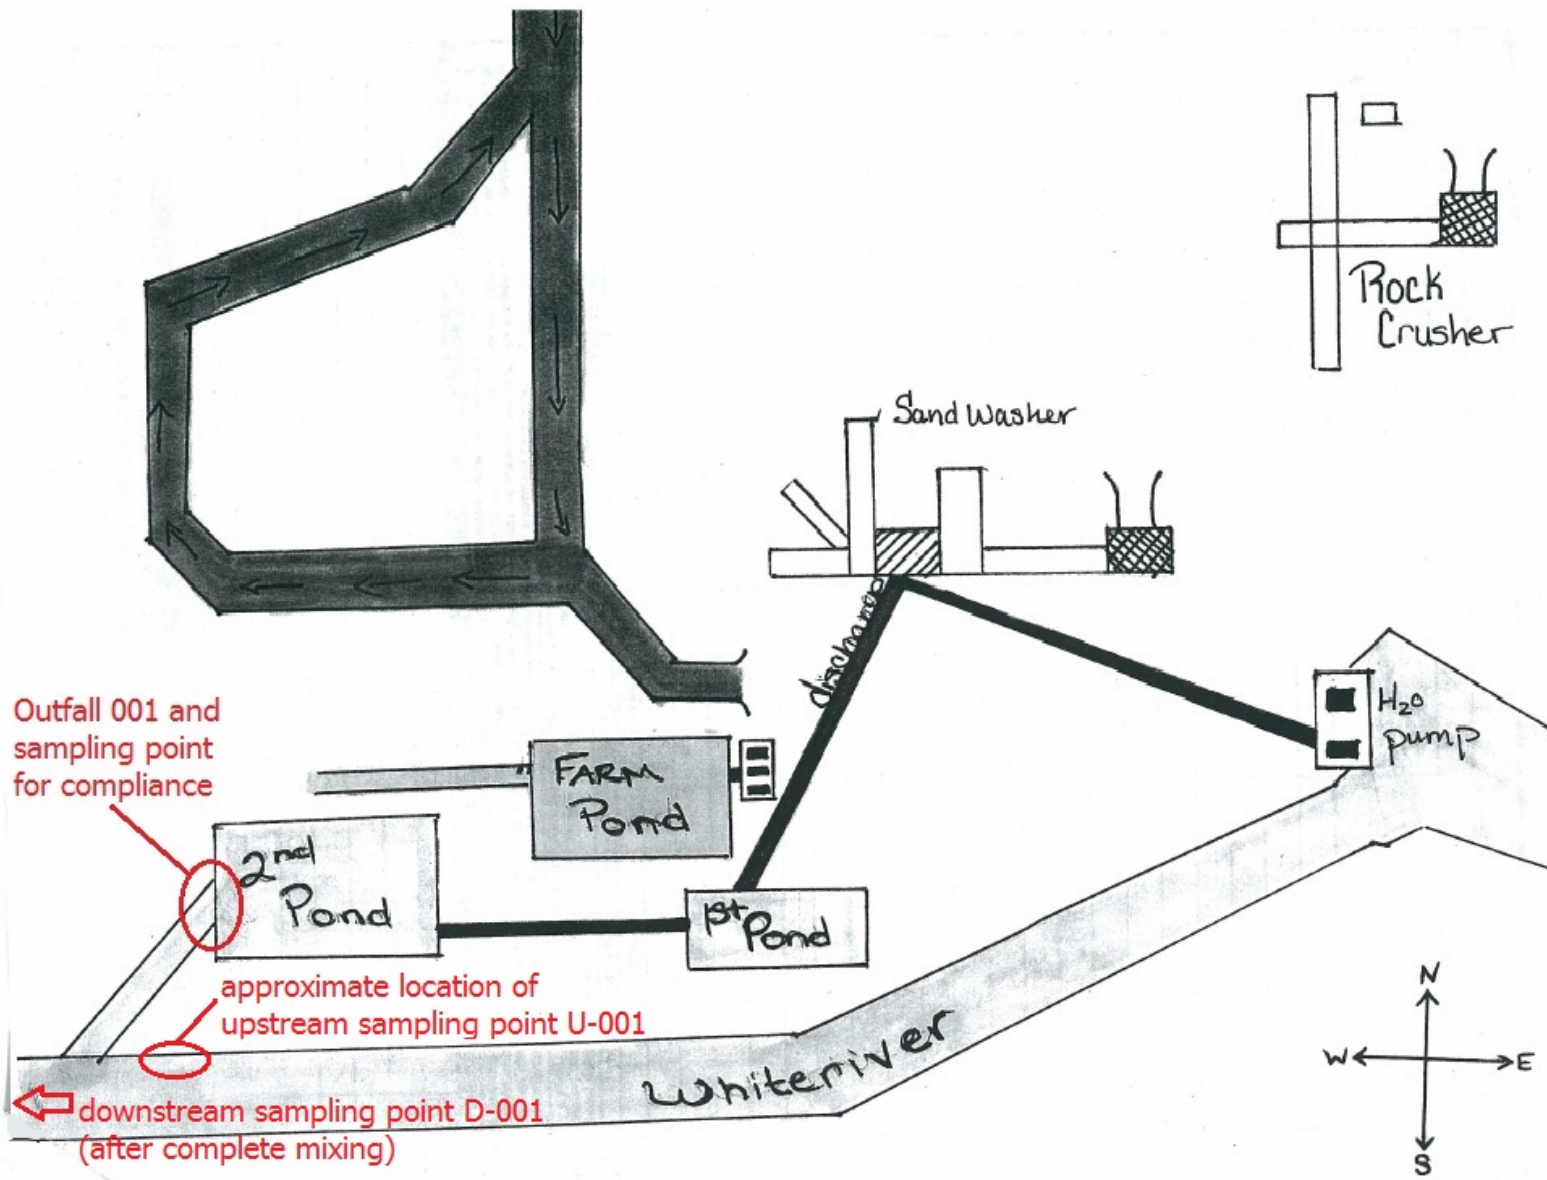 Rock
Crusher
Sand Washer
discharge
H2O
pump
Outfall 001 and
sampling point
for compliance
FARM
Pond
2nd
Pond
1st Pond
approximate location of
upstream sampling point U-001
Whiteriver
downstream sampling point D-001
(after complete mixing)
N
W
E
S